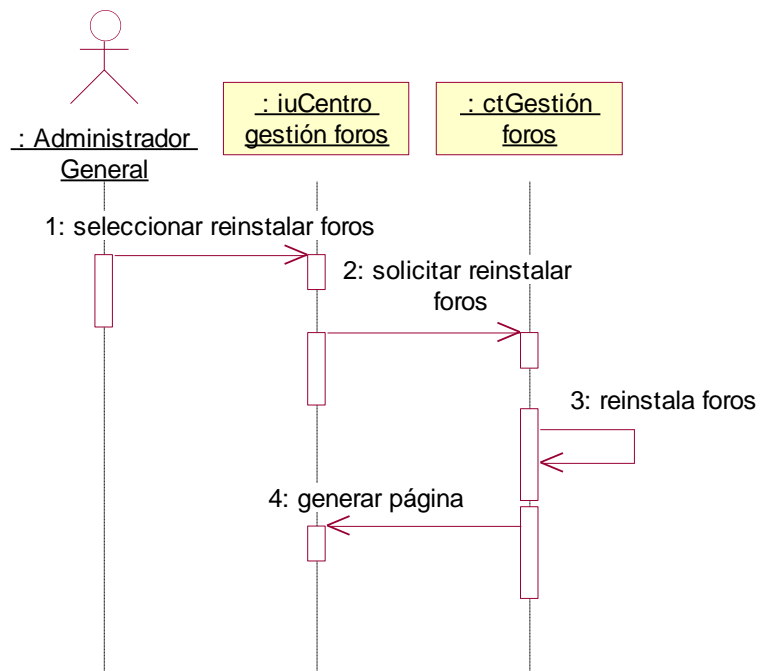 : Administrador
General
: iuCentro
gestión foros
: ctGestión
foros
1: seleccionar reinstalar foros
2: solicitar reinstalar
foros
3: reinstala foros
4: generar página